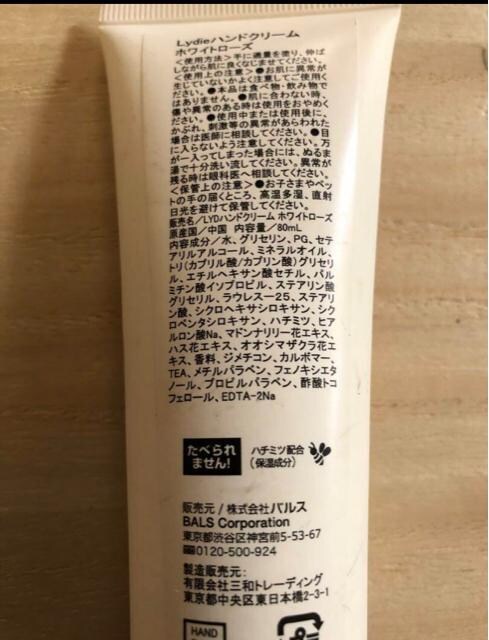 Lydieハンドクリーム
ホワイトローズ
＜使用方法＞手に適量を塗り、伸ば
しながら肌に良くなじませてください。
＜使用上の注意＞●お肌に異常が
生じていないかよく注意してご使用く
ださい。●本品は食べ物・飲み物で
はありません。●肌に合わない時、
傷や異常のある時は使用をおやめく
ださい。●使用中または使用後に、
かぶれ、刺激等の異常があらわれた
場合は医師に相談してください。●目
に入らないよう注意してください。万
が一入ってしまった場合には、ぬるま
湯で十分洗い流してください。異常が
残る時は眼科医へ相談してください。
＜保管上の注意＞●お子さまやペッ
トの手の届くところ、高温多湿、直射
日光を避けて保管してください。
販売名／LYDハンドクリーム ホワイトローズ
原産国／中国 内容量／80mL
内容成分／水、グリセリン、PG、セテ
アリルアルコール、ミネラルオイル、
トリ(カプリル酸/カプリン酸)グリセリ
ル、エチルヘキサン酸セチル、パル
ミチン酸イソプロピル、ステアリン酸
グリセリル、ラウレス-25、ステアリ
ン酸、シクロヘキサシロキサン、シク
ロペンタシロキサン、ハチミツ、ヒア
ルロン酸Na、マドンナリリー花エキス、
ハス花エキス、オオシマザクラ花エ
キス、香料、ジメチコン、カルボマー、
TEA、メチルパラベン、フェノキシエタ
ノール、プロピルパラベン、酢酸トコ
フェロール、EDTA-2Na
たべられ
ません!
ハチミツ配合
(保湿成分)
販売元 / 株式会社バルス
BALS Corporation
東京都渋谷区神宮前5-53-67
0120-500-924
製造販売元：
有限会社三和トレーディング
東京都中央区東日本橋2-3-1
HAND